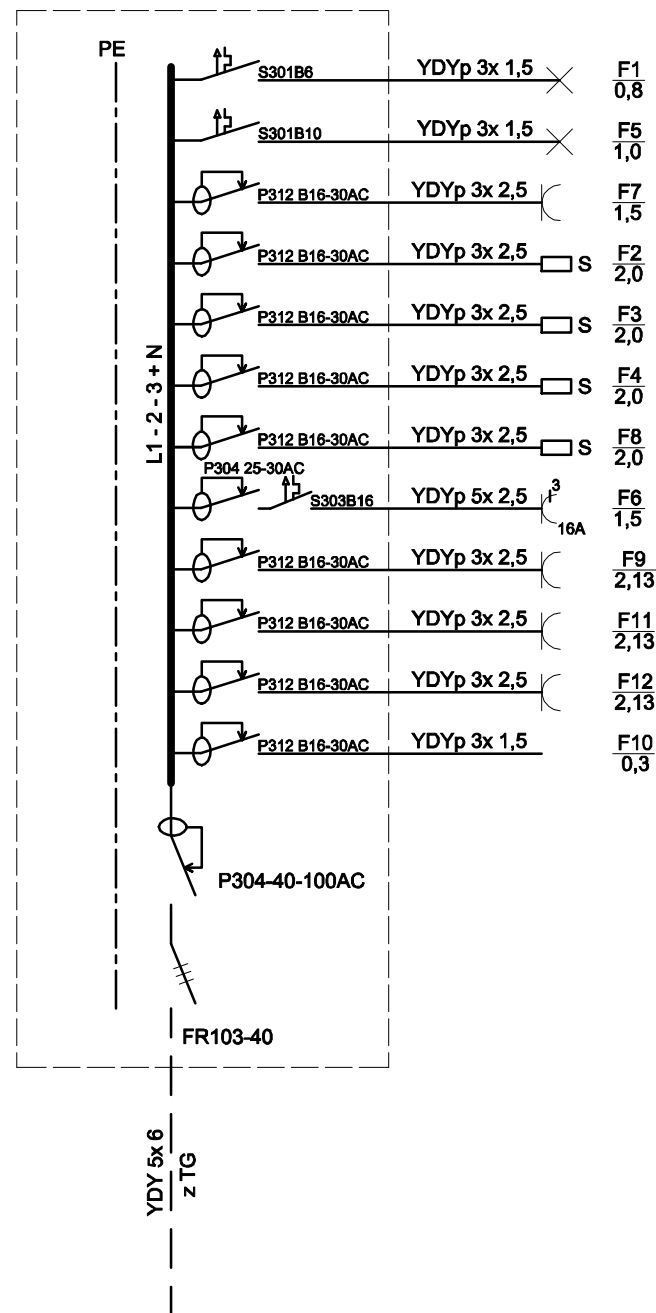 PE
S301B6 YDYp 3x 1,5 F1
0,8
S301B10 YDYp 3x 1,5 F5
1,0
P312 B16-30AC YDYp 3x 2,5 F7
1,5
P312 B16-30AC YDYp 3x 2,5 S F2
2,0
P312 B16-30AC YDYp 3x 2,5 S F3
2,0
L1 - 2 - 3 + N
P312 B16-30AC YDYp 3x 2,5 S F4
2,0
P312 B16-30AC YDYp 3x 2,5 S F8
2,0
P304 25-30AC
S303B16 YDYp 5x 2,5 3 F6
16A 1,5
P312 B16-30AC YDYp 3x 2,5 F9
2,13
P312 B16-30AC YDYp 3x 2,5 F11
2,13
P312 B16-30AC YDYp 3x 2,5 F12
2,13
P312 B16-30AC YDYp 3x 1,5 F10
0,3
P304-40-100AC
FR103-40
YDY 5x 6
z TG